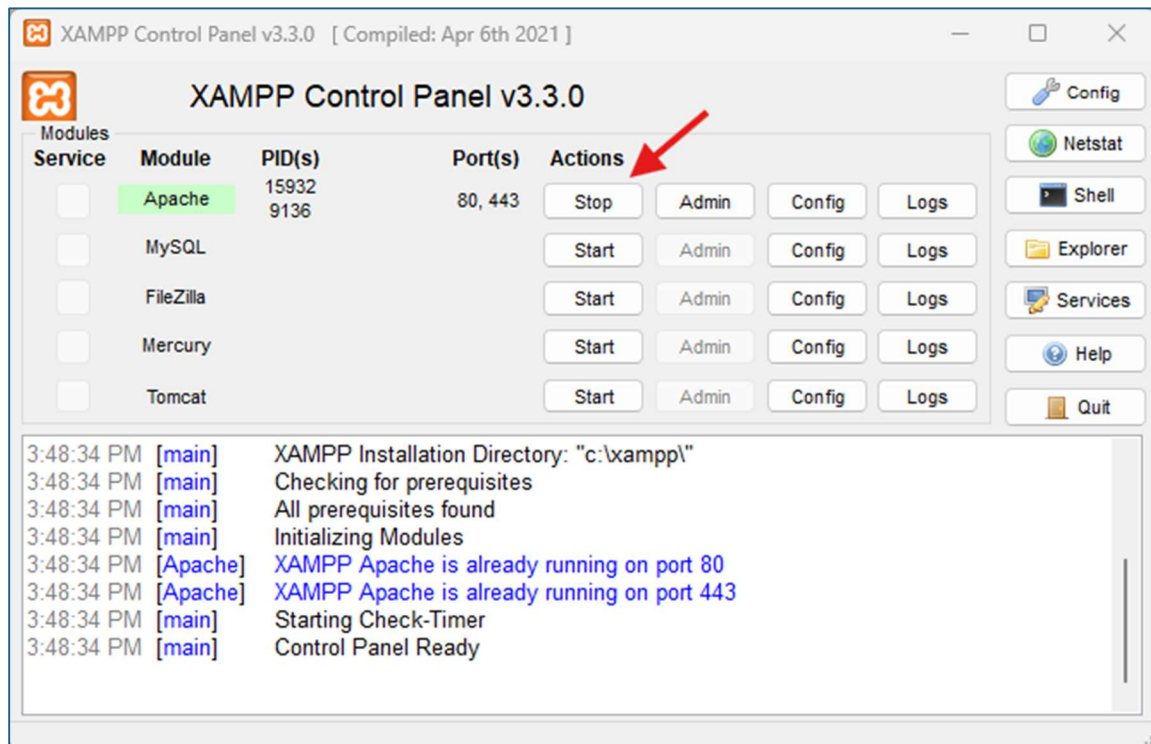 XAMPP Control Panel v3.3.0 [ Compiled: Apr 6th 2021 ]
XAMPP Control Panel v3.3.0
Config
Netstat
Shell
Explorer
Services
Help
Quit
Modules
Service Module PID(s) Port(s) Actions
Apache 15932 9136 80, 443 Stop Admin Config Logs
MySQL Start Admin Config Logs
FileZilla Start Admin Config Logs
Mercury Start Admin Config Logs
Tomcat Start Admin Config Logs
3:48:34 PM [main] XAMPP Installation Directory: "c:\xampp\"
3:48:34 PM [main] Checking for prerequisites
3:48:34 PM [main] All prerequisites found
3:48:34 PM [main] Initializing Modules
3:48:34 PM [Apache] XAMPP Apache is already running on port 80
3:48:34 PM [Apache] XAMPP Apache is already running on port 443
3:48:34 PM [main] Starting Check-Timer
3:48:34 PM [main] Control Panel Ready